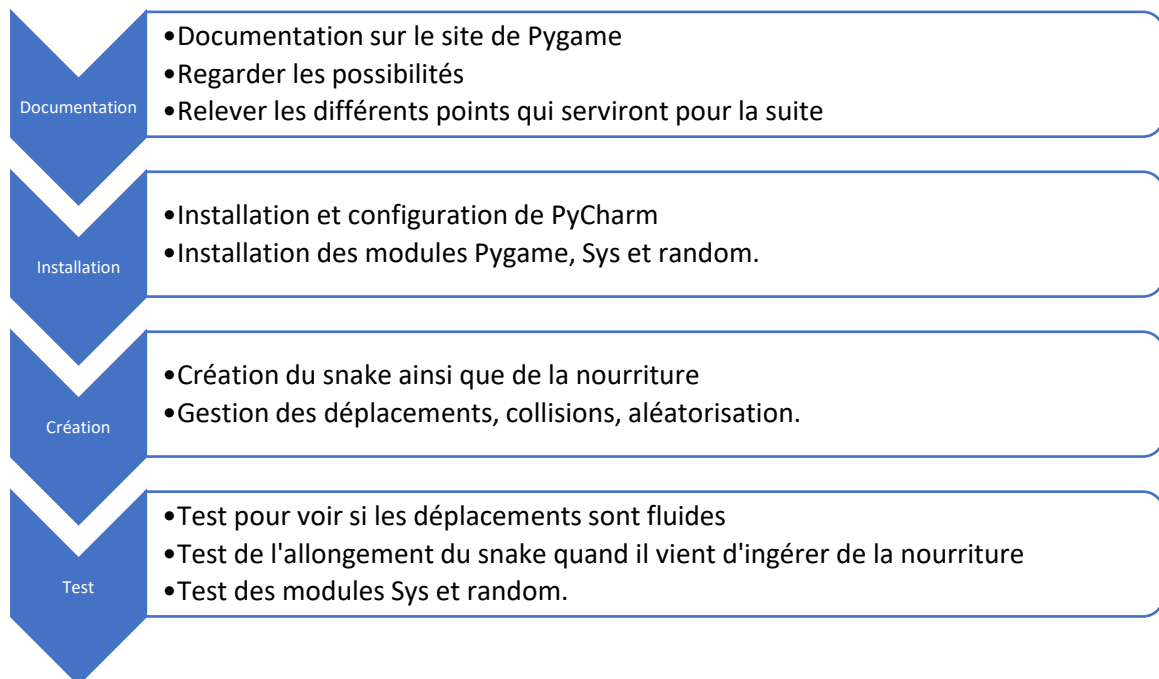 Documentation
•Documentation sur le site de Pygame
•Regarder les possibilités
•Relever les différents points qui serviront pour la suite
Installation
•Installation et configuration de PyCharm
•Installation des modules Pygame, Sys et random.
Création
•Création du snake ainsi que de la nourriture
•Gestion des déplacements, collisions, aléatorisation.
Test
•Test pour voir si les déplacements sont fluides
•Test de l'allongement du snake quand il vient d'ingérer de la nourriture
•Test des modules Sys et random.